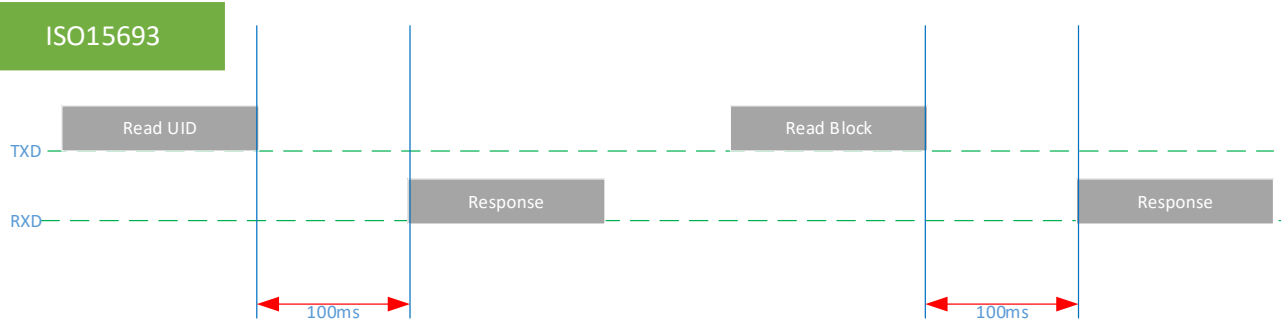 ISO15693
Read UID
Read Block
TXD
Response
Response
RXD
100ms
100ms